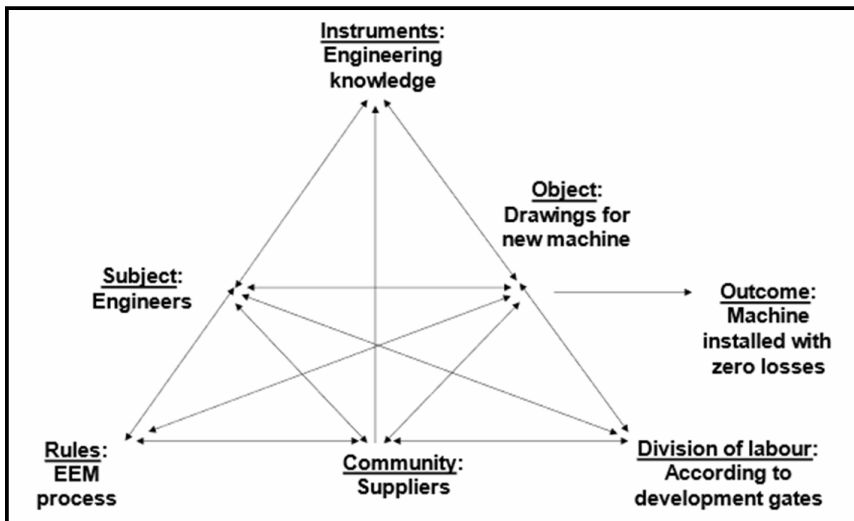 Instruments:
Engineering
knowledge
Object:
Drawings for
new machine
Subject:
Engineers
Outcome:
Machine
installed with
zero losses
Rules:
EEM
process
Community:
Suppliers
Division of labour:
According to
development gates